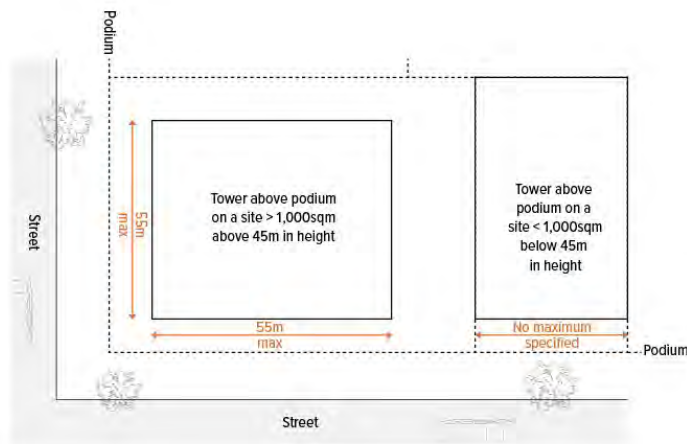 Podium
Street
55m
max
Tower above podium
on a site > 1,000sqm
above 45m in height
55m
max
Tower above
podium on a
site < 1,000sqm
below 45m
in height
No maximum
specified
Podium
Street